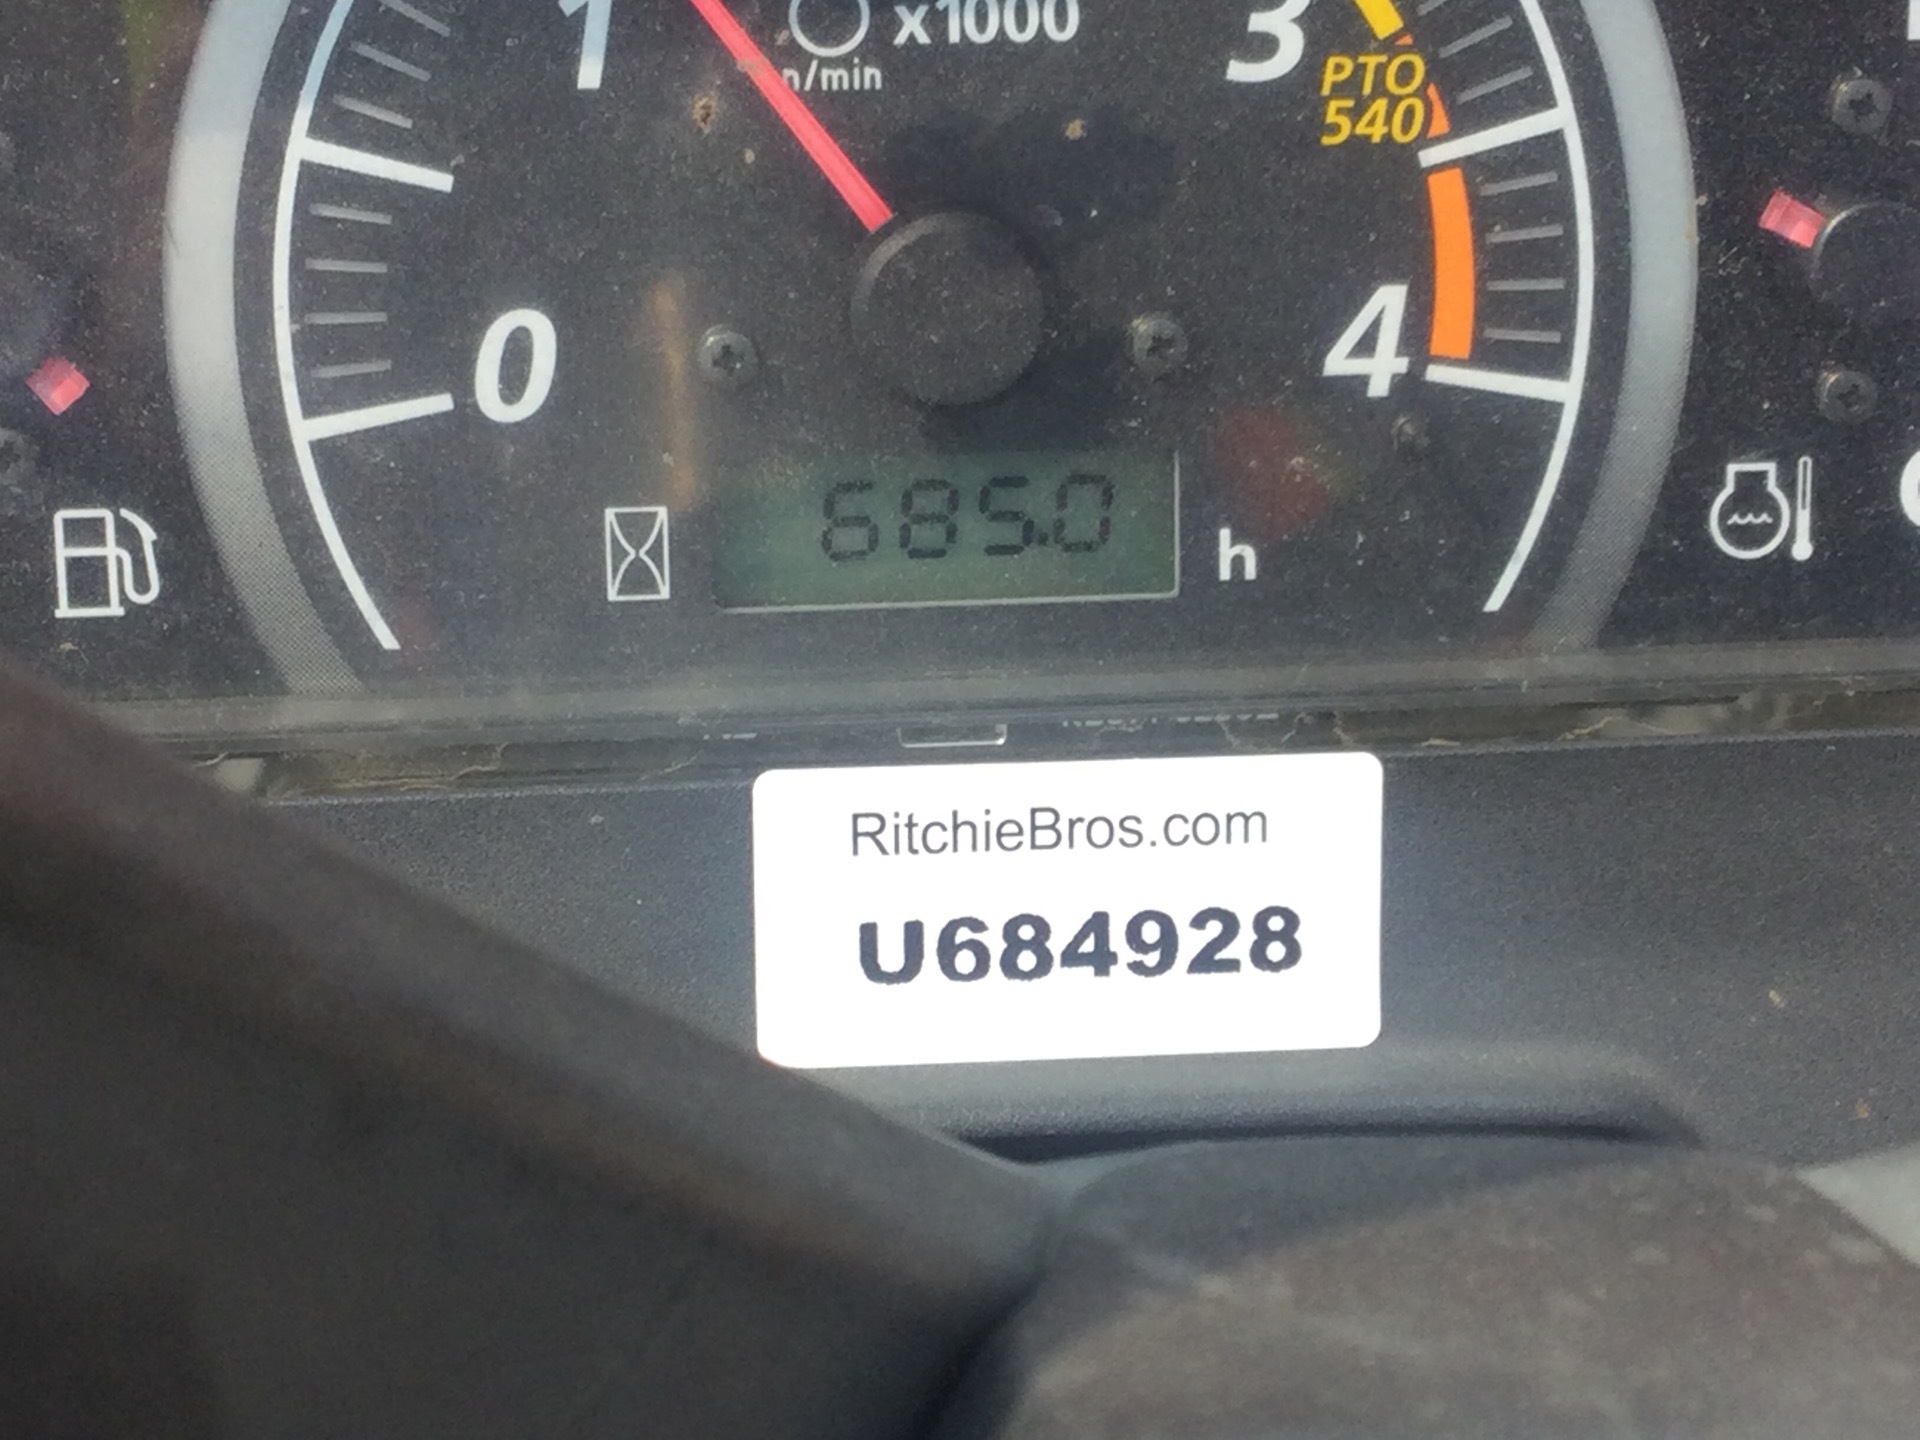 1
x1000
n/min
3
PTO
540
0
4
685.0
h
RitchieBros.com
U684928